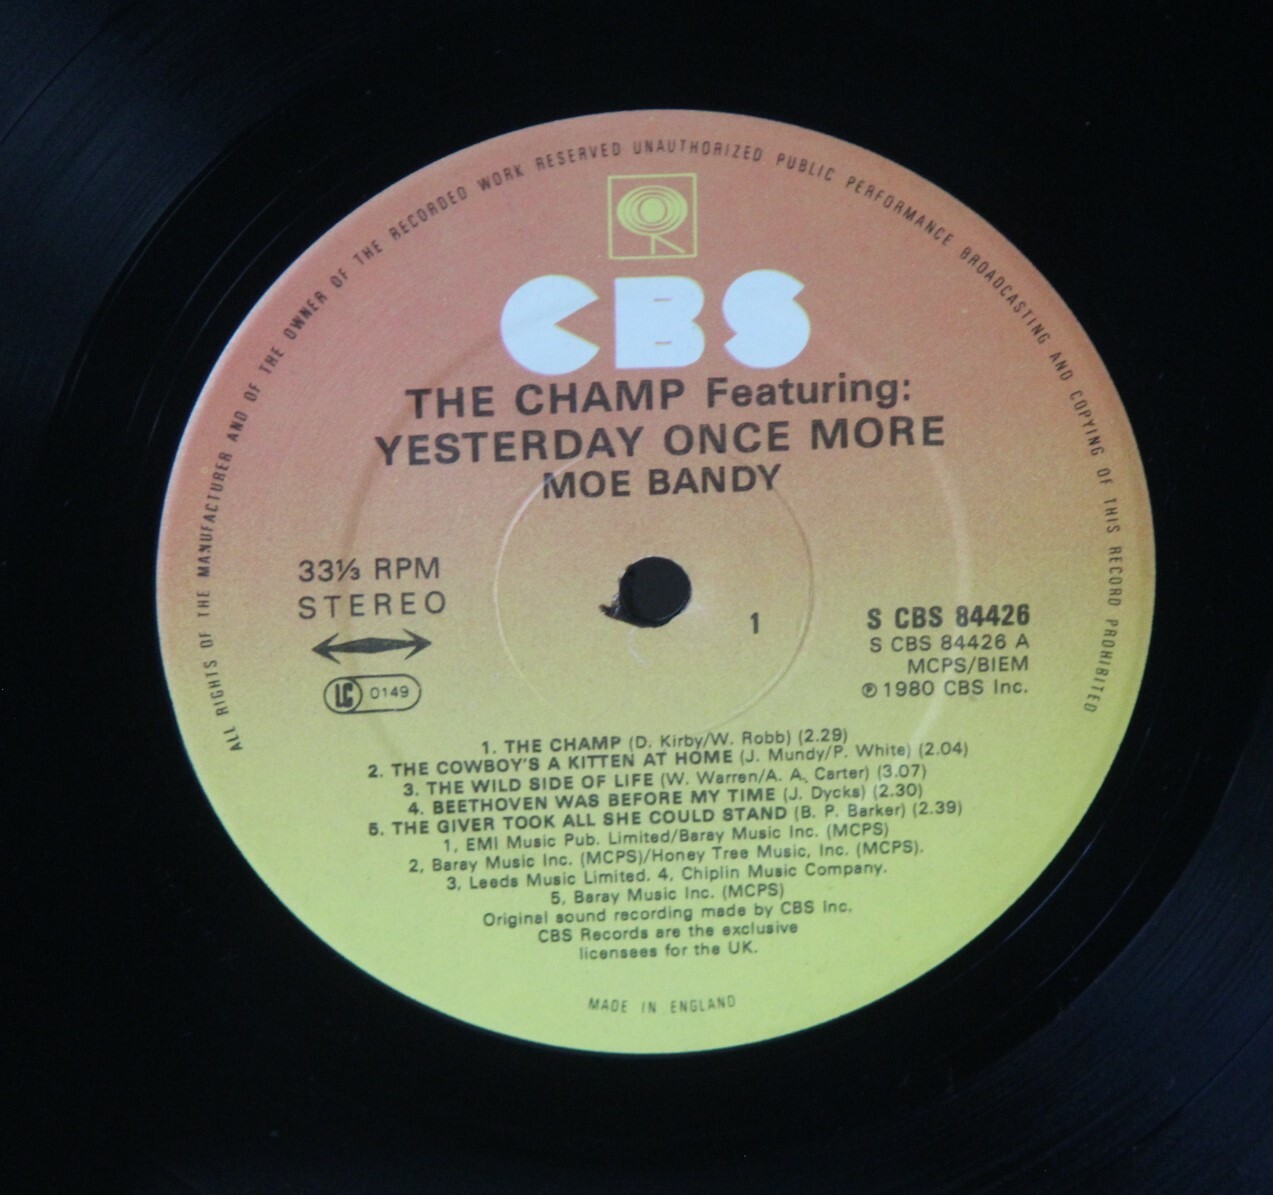 ALL RIGHTS OF THE MANUFACTURER AND OF THE OWNER OF THE RECORDED WORK RESERVED UNAUTHORIZED PUBLIC PERFORMANCE BROADCASTING AND COPYING OF THIS RECORD PROHIBITED
CBS
THE CHAMP Featuring:
YESTERDAY ONCE MORE
MOE BANDY
33⅓ RPM
STEREO
LC 0149
1
S CBS 84426
S CBS 84426 A
MCPS/BIEM
℗ 1980 CBS Inc.
1. THE CHAMP (D. Kirby/W. Robb) (2.29)
2. THE COWBOY'S A KITTEN AT HOME (J. Mundy/P. White) (2.04)
3. THE WILD SIDE OF LIFE (W. Warren/A. A. Carter) (3.07)
4. BEETHOVEN WAS BEFORE MY TIME (J. Dycks) (2.30)
5. THE GIVER TOOK ALL SHE COULD STAND (B. P. Barker) (2.39)
1, EMI Music Pub. Limited/Baray Music Inc. (MCPS)
2, Baray Music Inc. (MCPS)/Honey Tree Music, Inc. (MCPS).
3, Leeds Music Limited. 4, Chiplin Music Company.
5, Baray Music Inc. (MCPS)
Original sound recording made by CBS Inc.
CBS Records are the exclusive
licensees for the UK.
MADE IN ENGLAND